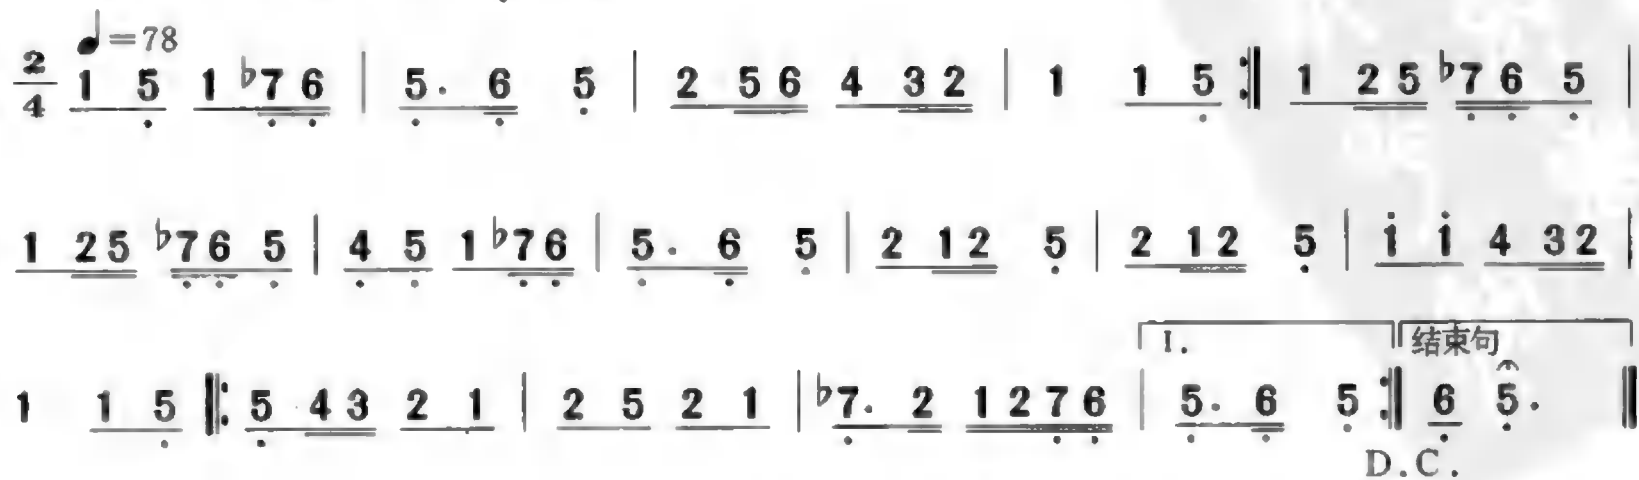 ♩=78
2/4 1 5̣ 1 ♭7̣ 6̣ | 5̣. 6̣ 5̣ | 2 5 6 4 3 2 | 1 1 5̣ :‖ 1 2 5 ♭7̣ 6̣ 5̣ |
1 2 5 ♭7̣ 6̣ 5̣ | 4̣ 5̣ 1 ♭7̣ 6̣ | 5̣. 6̣ 5̣ | 2 1 2 5̣ | 2 1 2 5̣ | i i 4 3 2 |
I. 结束句
1 1 5̣ ‖: 5̣ 4 3 2 1 | 2 5 2 1 | ♭7̣. 2 1 2 7̣ 6̣ | 5̣. 6̣ 5̣ :‖ 6̣ 5̣. ‖
D.C.